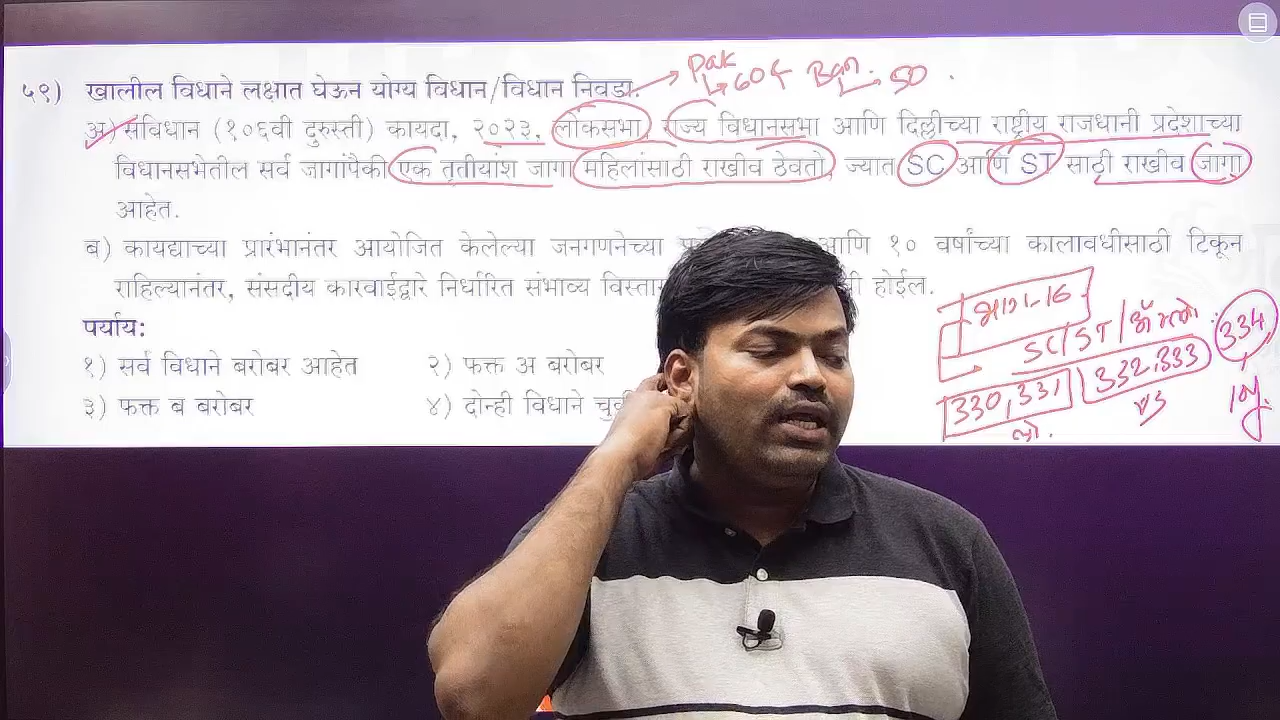 ५९) खालील विधाने लक्षात घेऊन योग्य विधान/विधान निवडा.
Pak
60
Ban.
50
अ) संविधान (१०६वी दुरुस्ती) कायदा, २०२३, लोकसभा, राज्य विधानसभा आणि दिल्लीच्या राष्ट्रीय राजधानी प्रदेशाच्या
विधानसभेतील सर्व जागांपैकी एक तृतीयांश जागा महिलांसाठी राखीव ठेवतो, ज्यात SC आणि ST साठी राखीव जागा
आहेत.
ब) कायद्याच्या प्रारंभानंतर आयोजित केलेल्या जनगणनेच्या आणि १० वर्षांच्या कालावधीसाठी टिकून
राहिल्यानंतर, संसदीय कारवाईद्वारे निर्धारित संभाव्य होईल.
पर्याय:
१) सर्व विधाने बरोबर आहेत २) फक्त अ बरोबर
३) फक्त ब बरोबर ४) दोन्ही विधाने
भाग-16
SC/ST/
330,331 332,333 334
लो.